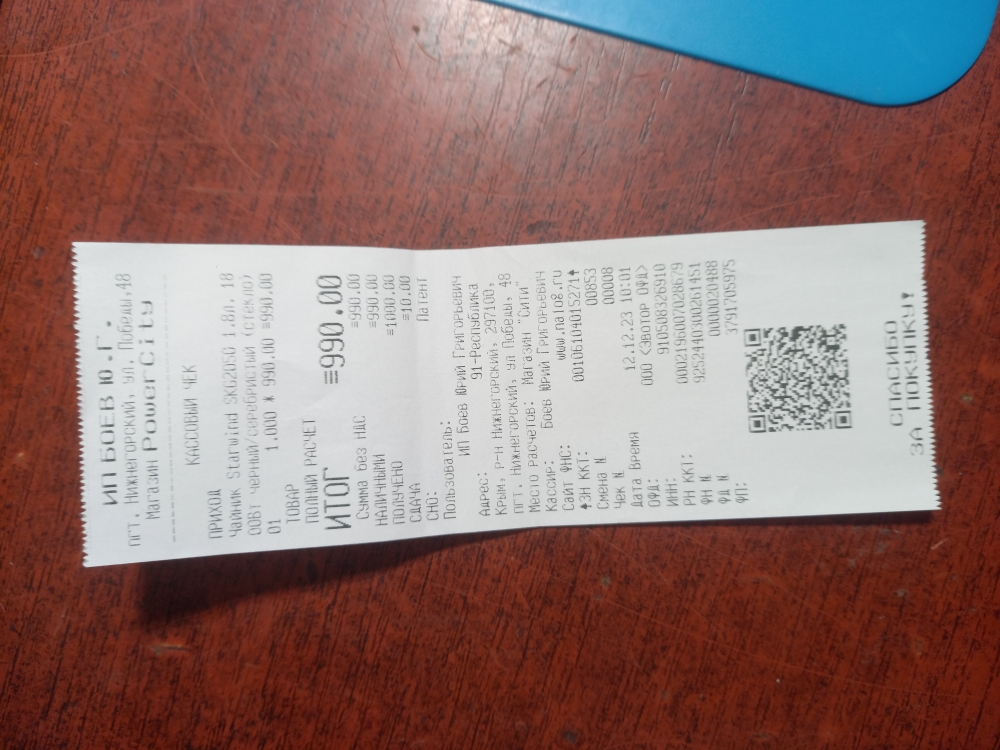 ИП БОЕВ Ю.Г.
ПГТ. Нижнегорский, ул. Победы.48
Магазин PowerCity
КАССОВЫЙ ЧЕК
ПРИХОД
Чайник Starwind SKG2050 1.8л. 18
00Вт черный/серебристый (стекло)
01 1.000 * 990.00 ≡990.00
ТОВАР
ПОЛНЫЙ РАСЧЕТ
ИТОГ ≡990.00
Сумма без НДС ≡990.00
НАЛИЧНЫМИ ≡990.00
ПОЛУЧЕНО ≡1000.00
СДАЧА ≡10.00
СНО: Патент
Пользователь:
ИП Боев Юрий Григорьевич
Адрес: 91-Республика
Крым, р-н Нижнегорский, 297100,
ПГТ. Нижнегорский, ул Победы, 48
Место расчетов: Магазин "Сити"
Кассир: Боев Юрий Григорьевич
Сайт ФНС: www.nalog.ru
ЗН ККТ: 00106104015271
Смена N 00853
Чек N 00008
Дата Время 12.12.23 10:01
ОФД: ООО <Эвотор ОФД>
ИНН: 910508326910
РН ККТ: 0002196007028679
ФН N 9252440300261451
ФД N 0000020488
ФП: 3791705975
СПАСИБО
ЗА ПОКУПКУ!